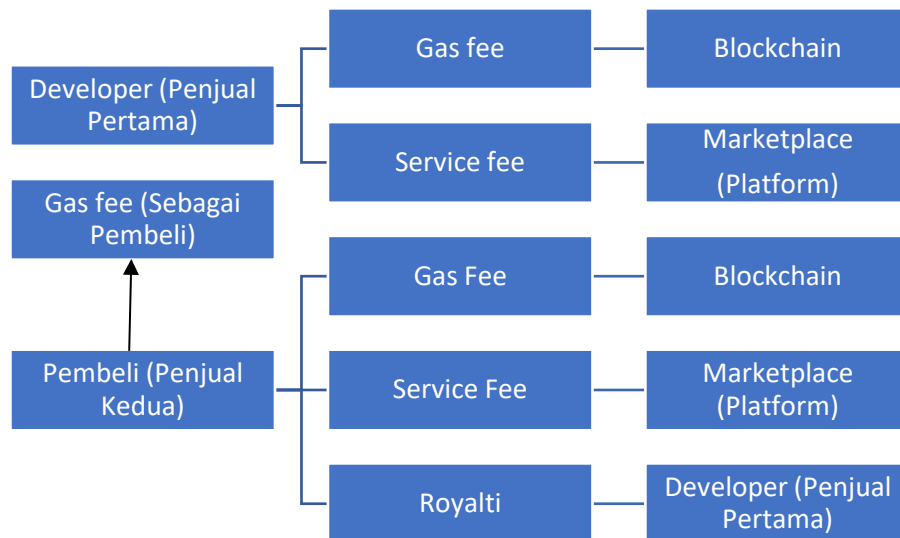 Developer (Penjual
Pertama)
Gas fee
Blockchain
Service fee
Marketplace
(Platform)
Gas fee (Sebagai
Pembeli)
Pembeli (Penjual
Kedua)
Gas Fee
Blockchain
Service Fee
Marketplace
(Platform)
Royalti
Developer (Penjual
Pertama)